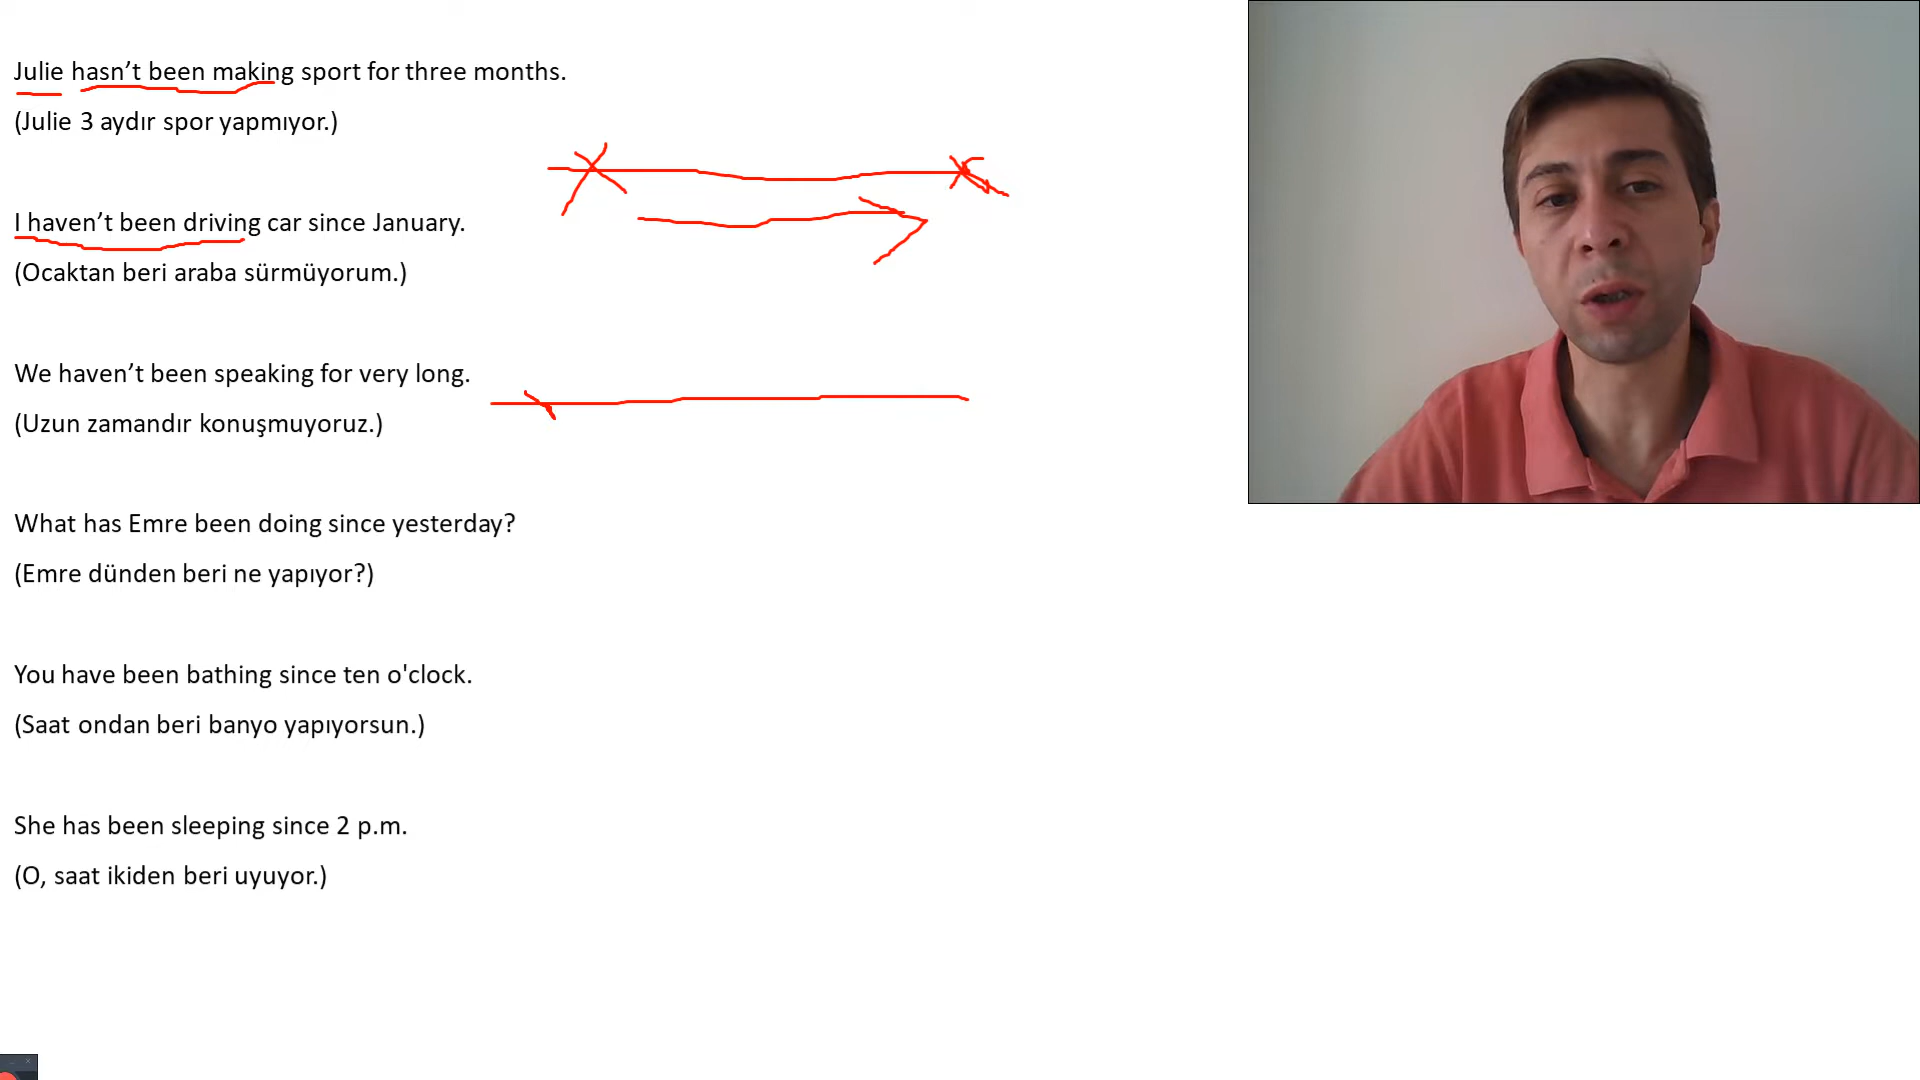 Julie hasn’t been making sport for three months.
(Julie 3 aydır spor yapmıyor.)
I haven’t been driving car since January.
(Ocaktan beri araba sürmüyorum.)
We haven’t been speaking for very long.
(Uzun zamandır konuşmuyoruz.)
What has Emre been doing since yesterday?
(Emre dünden beri ne yapıyor?)
You have been bathing since ten o'clock.
(Saat ondan beri banyo yapıyorsun.)
She has been sleeping since 2 p.m.
(O, saat ikiden beri uyuyor.)